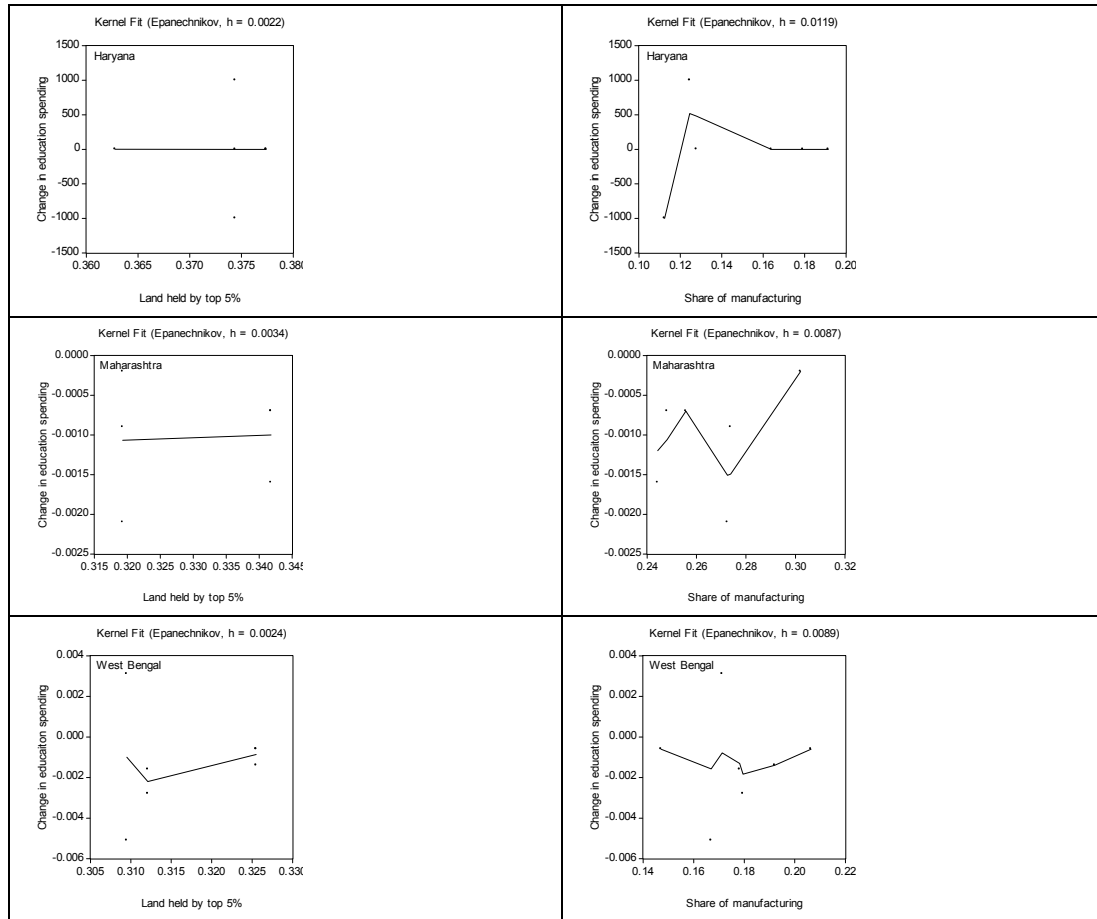 Kernel Fit (Epanechnikov, h = 0.0022)
Haryana
Change in education spending
1500
1000
500
0
-500
-1000
-1500
0.360 0.365 0.370 0.375 0.380
Land held by top 5%
Kernel Fit (Epanechnikov, h = 0.0119)
Haryana
Change in education spending
1500
1000
500
0
-500
-1000
-1500
0.10 0.12 0.14 0.16 0.18 0.20
Share of manufacturing
Kernel Fit (Epanechnikov, h = 0.0034)
Maharashtra
Change in education spending
0.0000
-0.0005
-0.0010
-0.0015
-0.0020
-0.0025
0.315 0.320 0.325 0.330 0.335 0.340 0.345
Land held by top 5%
Kernel Fit (Epanechnikov, h = 0.0087)
Maharashtra
Change in educaiton spending
0.0000
-0.0005
-0.0010
-0.0015
-0.0020
-0.0025
0.24 0.26 0.28 0.30 0.32
Share of manufacturing
Kernel Fit (Epanechnikov, h = 0.0024)
West Bengal
Change in educaiton spending
0.004
0.002
0.000
-0.002
-0.004
-0.006
0.305 0.310 0.315 0.320 0.325 0.330
Land held by top 5%
Kernel Fit (Epanechnikov, h = 0.0089)
West Bengal
Change in education spending
0.004
0.002
0.000
-0.002
-0.004
-0.006
0.14 0.16 0.18 0.20 0.22
Share of manufacturing